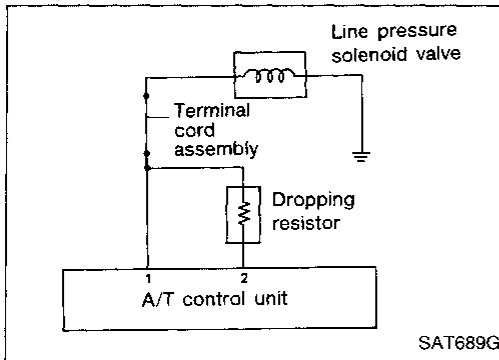 Line pressure
solenoid valve
Terminal
cord
assembly
Dropping
resistor
1 2
A/T control unit
SAT689G